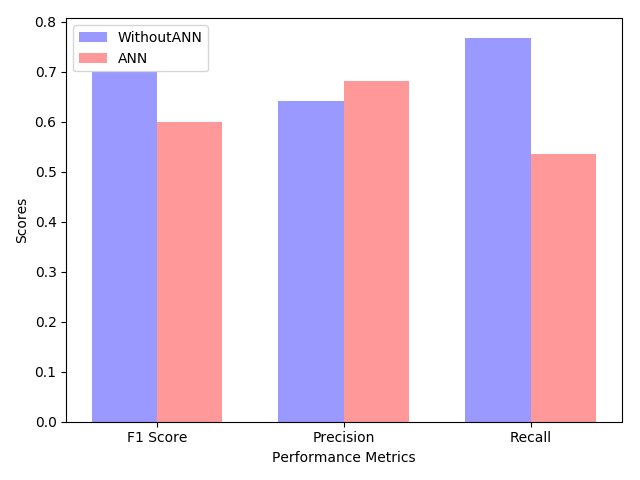 WithoutANN
ANN
Scores
0.8
0.7
0.6
0.5
0.4
0.3
0.2
0.1
0.0
F1 Score
Precision
Recall
Performance Metrics